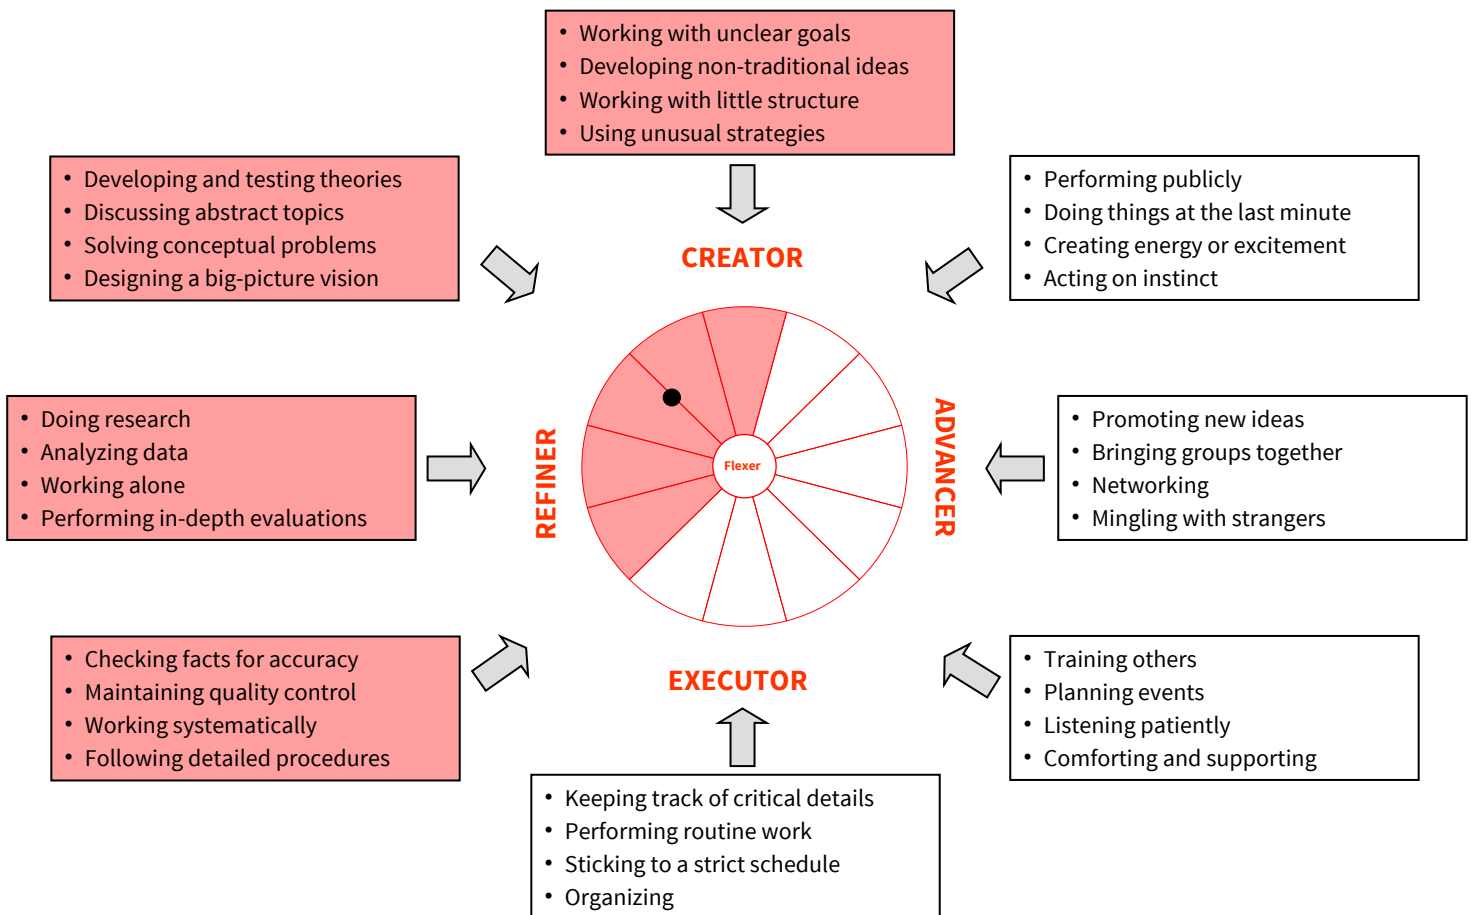 • Working with unclear goals
• Developing non-traditional ideas
• Working with little structure
• Using unusual strategies
• Developing and testing theories
• Discussing abstract topics
• Solving conceptual problems
• Designing a big-picture vision
• Performing publicly
• Doing things at the last minute
• Creating energy or excitement
• Acting on instinct
CREATOR
• Doing research
• Analyzing data
• Working alone
• Performing in-depth evaluations
REFINER
Flexer
ADVANCER
• Promoting new ideas
• Bringing groups together
• Networking
• Mingling with strangers
• Checking facts for accuracy
• Maintaining quality control
• Working systematically
• Following detailed procedures
EXECUTOR
• Training others
• Planning events
• Listening patiently
• Comforting and supporting
• Keeping track of critical details
• Performing routine work
• Sticking to a strict schedule
• Organizing